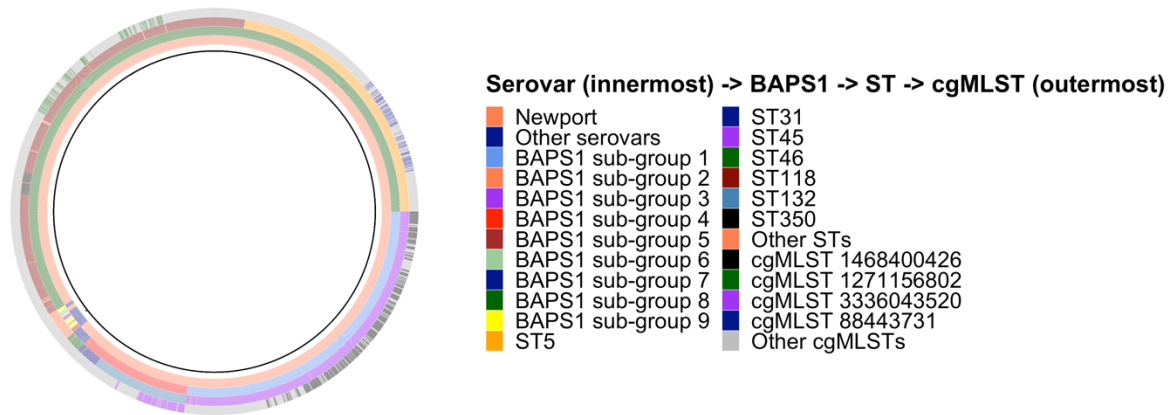 Serovar (innermost) -> BAPS1 -> ST -> cgMLST (outermost)
Newport
Other serovars
BAPS1 sub-group 1
BAPS1 sub-group 2
BAPS1 sub-group 3
BAPS1 sub-group 4
BAPS1 sub-group 5
BAPS1 sub-group 6
BAPS1 sub-group 7
BAPS1 sub-group 8
BAPS1 sub-group 9
ST5
ST31
ST45
ST46
ST118
ST132
ST350
Other STs
cgMLST 1468400426
cgMLST 1271156802
cgMLST 3336043520
cgMLST 88443731
Other cgMLSTs